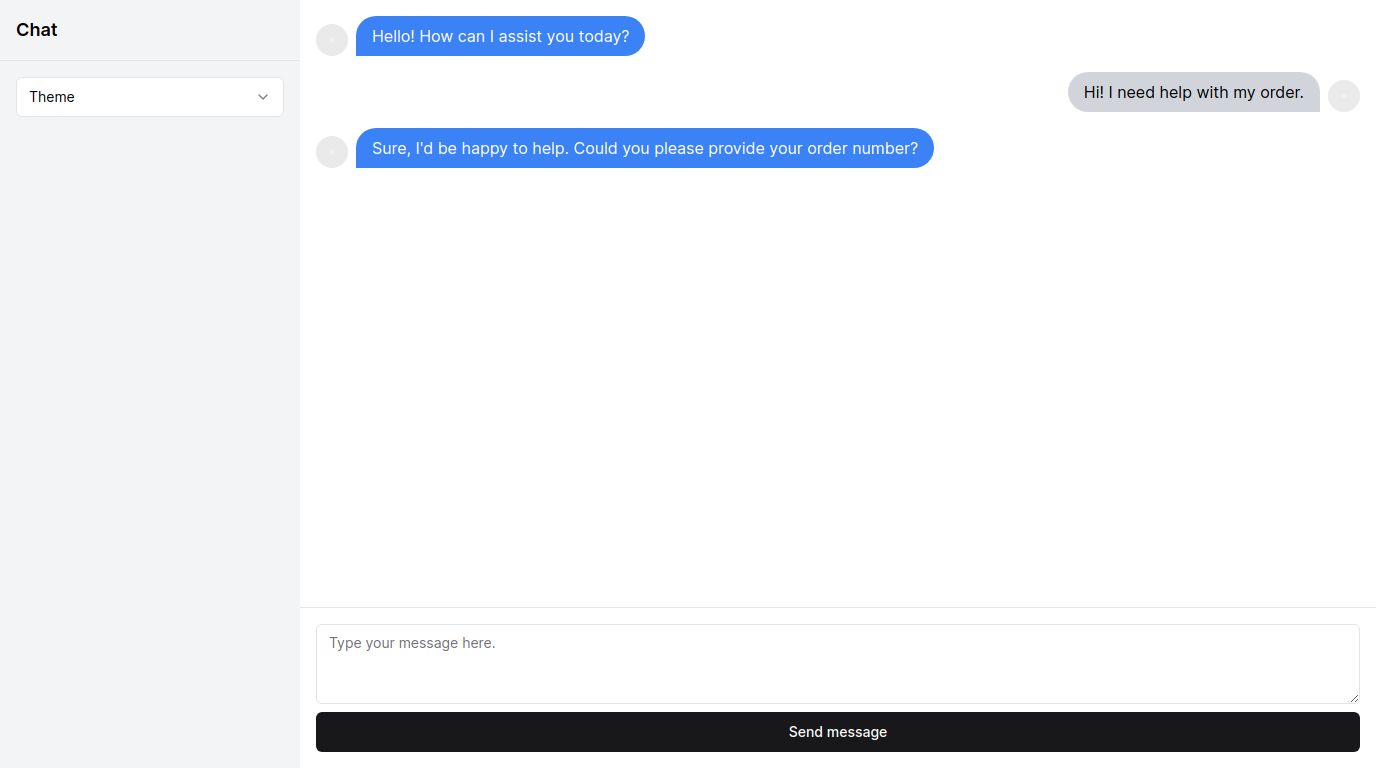 Chat
Theme
Hello! How can I assist you today?
Hi! I need help with my order.
Sure, I'd be happy to help. Could you please provide your order number?
Type your message here.
Send message